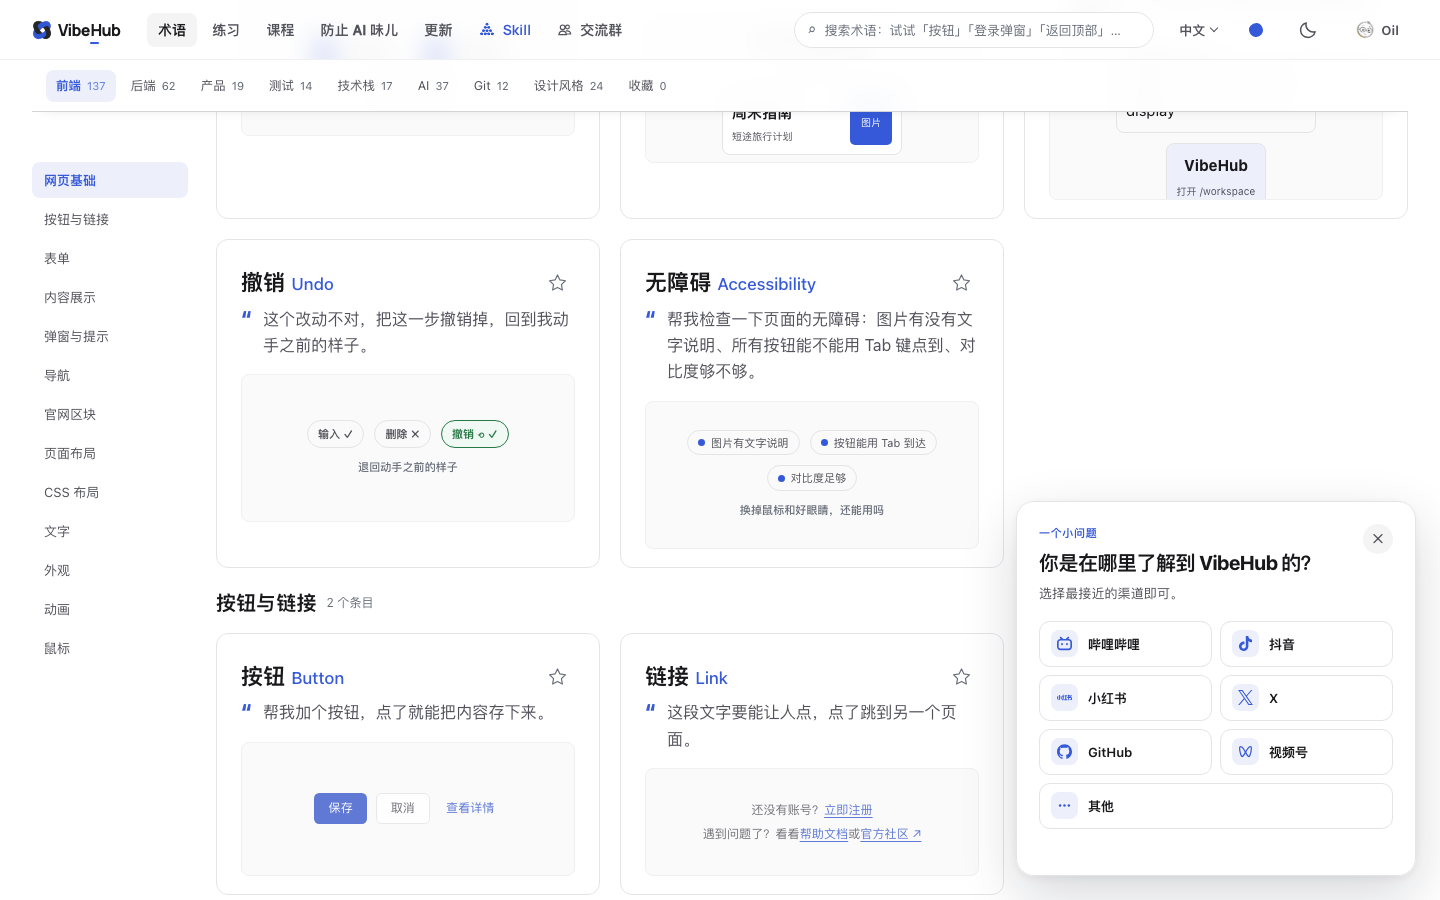 VibeHub
术语
练习
课程
防止 AI 味儿
更新
Skill
交流群
搜索术语：试试「按钮」「登录弹窗」「返回顶部」…
中文
Oil
前端 137
后端 62
产品 19
测试 14
技术栈 17
AI 37
Git 12
设计风格 24
收藏 0
网页基础
按钮与链接
表单
内容展示
弹窗与提示
导航
官网区块
页面布局
CSS 布局
文字
外观
动画
鼠标
周末指南
短途旅行计划
图片
display
VibeHub
打开 /workspace
撤销 Undo
“ 这个改动不对，把这一步撤销掉，回到我动
手之前的样子。
输入 ✓
删除 ✕
撤销 ⟲ ✓
退回动手之前的样子
无障碍 Accessibility
“ 帮我检查一下页面的无障碍：图片有没有文
字说明、所有按钮能不能用 Tab 键点到、对
比度够不够。
图片有文字说明
按钮能用 Tab 到达
对比度足够
换掉鼠标和好眼睛，还能用吗
按钮与链接 2 个条目
按钮 Button
“ 帮我加个按钮，点了就能把内容存下来。
保存
取消
查看详情
链接 Link
“ 这段文字要能让人点，点了跳到另一个页
面。
还没有账号？立即注册
遇到问题了？看看帮助文档或官方社区 ↗
一个小问题
你是在哪里了解到 VibeHub 的？
选择最接近的渠道即可。
哔哩哔哩
抖音
小红书
小红书
X
GitHub
视频号
其他